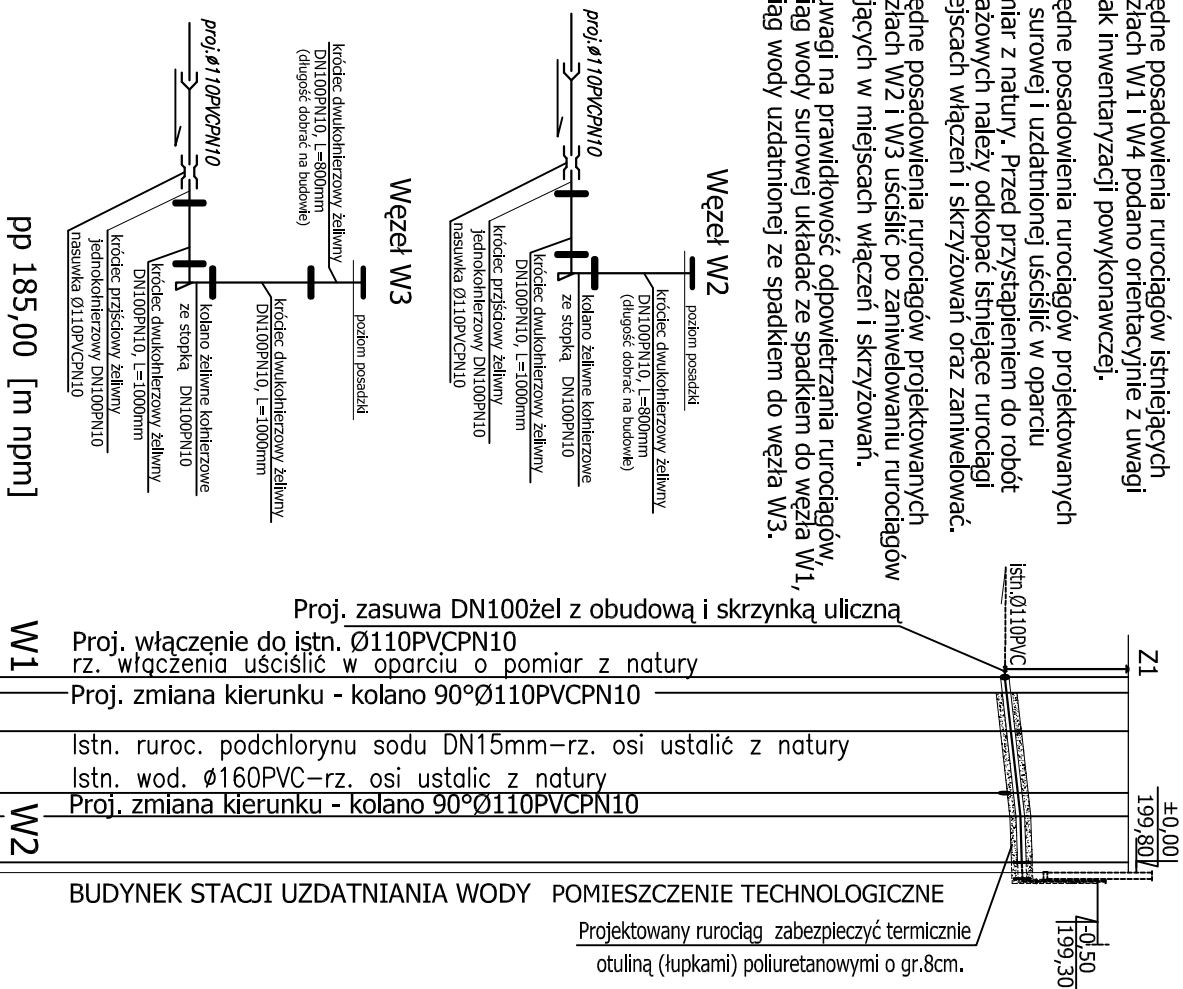 ędne posadowienia rurociągów istniejących
złach W1 i W4 podano orientacyjnie z uwagi
ak inwentaryzacji powykonawczej.
ędne posadowienia rurociągów projektowanych
surowej i uzdatnionej uściślić w oparciu
miar z natury. Przed przystąpieniem do robót
ażowych należy odkopać istniejące rurociągi
ejscach włączeń i skrzyżowań oraz zaniwelować.
ędne posadowienia rurociągów projektowanych
złach W2 i W3 uściślić po zaniwelowaniu rurociągów
jących w miejscach włączeń i skrzyżowań.
uwagi na prawidłowość odpowietrzania rurociągów,
iąg wody surowej układać ze spadkiem do węzła W1,
iąg wody uzdatnionej ze spadkiem do węzła W3.
Węzeł W2
poziom posadzki
króciec dwukołnierzowy żeliwny
DN100PN10, L=800mm
(długość dobrać na budowie)
kolano żeliwne kołnierzowe
ze stopką DN100PN10
króciec dwukołnierzowy żeliwny
DN100PN10, L=1000mm
króciec przjściowy żeliwny
jednokołnierzowy DN100PN10
nasuwka Ø110PVCPN10
proj.ø110PVCPN10
Węzeł W3
poziom posadzki
króciec dwukołnierzowy żeliwny
DN100PN10, L=800mm
(długość dobrać na budowie)
króciec dwukołnierzowy żeliwny
DN100PN10, L=1000mm
kolano żeliwne kołnierzowe
ze stopką DN100PN10
króciec dwukołnierzowy żeliwny
DN100PN10, L=1000mm
króciec przjściowy żeliwny
jednokołnierzowy DN100PN10
nasuwka Ø110PVCPN10
proj.ø110PVCPN10
pp 185,00 [m npm]
istn.Ø110PVC
Z1
±0,00
199,80
-0,50
199,30
Proj. zasuwa DN100żel z obudową i skrzynką uliczną
W1
Proj. włączenie do istn. Ø110PVCPN10
rz. włączenia uściślić w oparciu o pomiar z natury
Proj. zmiana kierunku - kolano 90°Ø110PVCPN10
Istn. ruroc. podchlorynu sodu DN15mm-rz. osi ustalić z natury
Istn. wod. ø160PVC-rz. osi ustalic z natury
Proj. zmiana kierunku - kolano 90°Ø110PVCPN10
W2
BUDYNEK STACJI UZDATNIANIA WODY POMIESZCZENIE TECHNOLOGICZNE
Projektowany rurociąg zabezpieczyć termicznie
otuliną (łupkami) poliuretanowymi o gr.8cm.